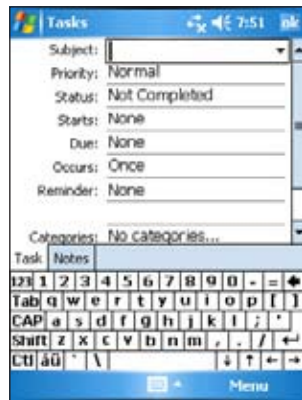 Tasks 7:51 ok
Subject:
Priority: Normal
Status: Not Completed
Starts: None
Due: None
Occurs: Once
Reminder: None
Categories: No categories...
Task Notes
123 1 2 3 4 5 6 7 8 9 0 - =
Tab q w e r t y u i o p [ ]
CAP a s d f g h j k l ; '
Shift z x c v b n m , . /
Ctl áü ` \
Menu